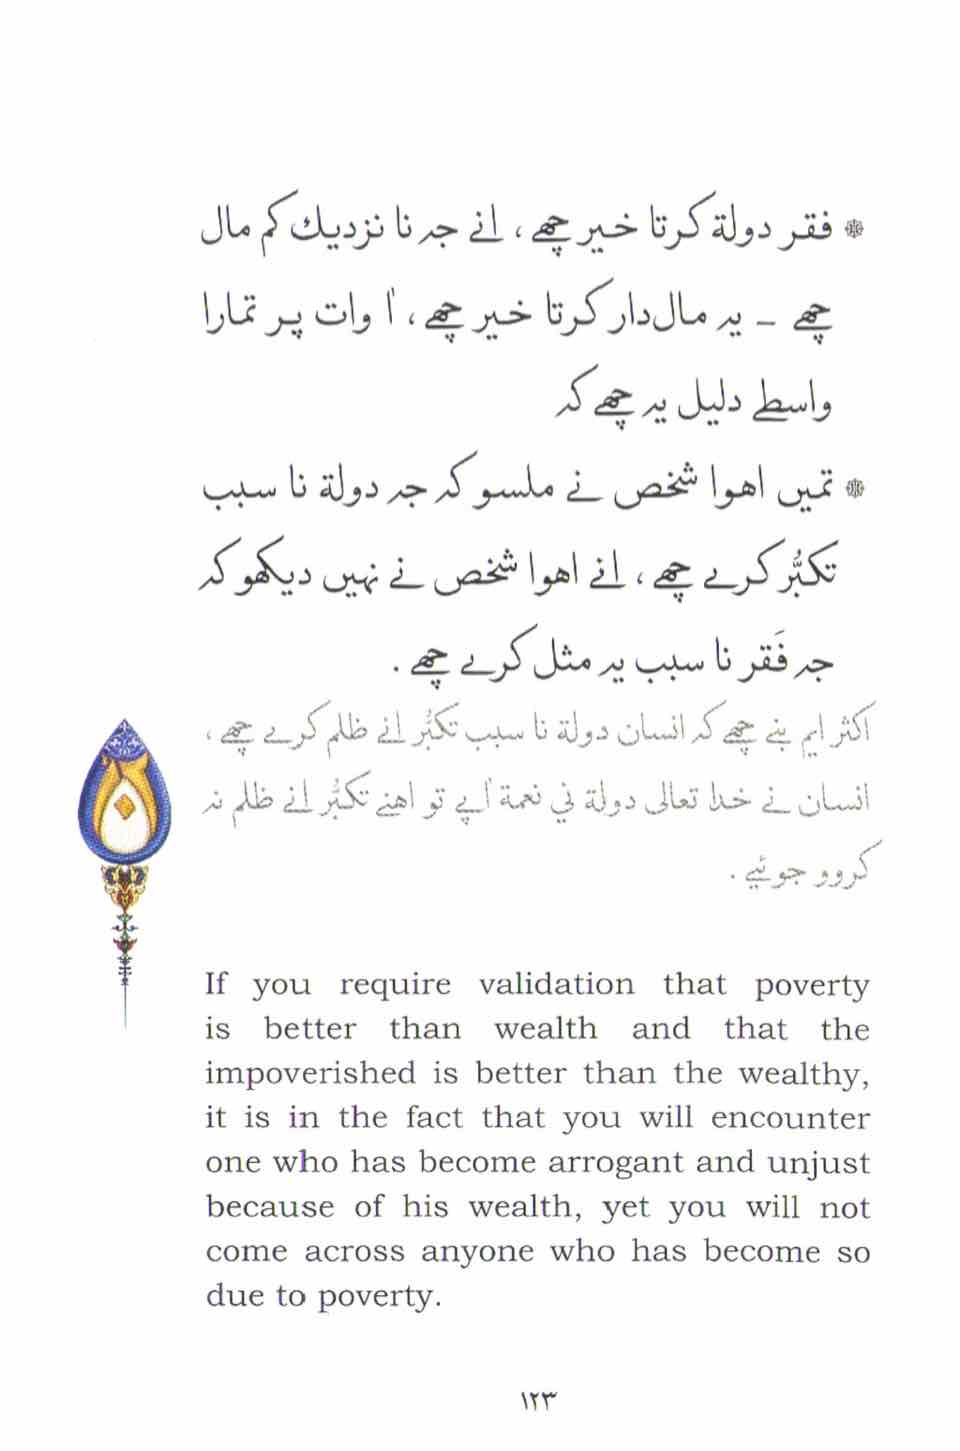 * فقر دولة كرتا خير چھے ، انے جہ نا نزديك كم مال
چھے ـ يہ مال‌دار كرتا خير چھے ، اٰ وات پر تمارا
واسطے دليل يہ چھے كہ
* تميں اهوا شخص نے ملسو كہ جہ دولة نا سبب
تكبُّر كرے چھے ، انے اهوا شخص نے نہيں ديكھو كہ
جہ فَقر نا سبب يہ مثل كرے چھے .
اكثر ايم بنے چھے كہ انسان دولة نا سبب تكبُّر انے ظلم كرے چھے ،
انسان نے خدا تعالى دولة ني نعمة اٰپے تو اهنے تكبُّر انے ظلم نہ
كروو جوئيے .
If you require validation that poverty
is better than wealth and that the
impoverished is better than the wealthy,
it is in the fact that you will encounter
one who has become arrogant and unjust
because of his wealth, yet you will not
come across anyone who has become so
due to poverty.
١٢٣